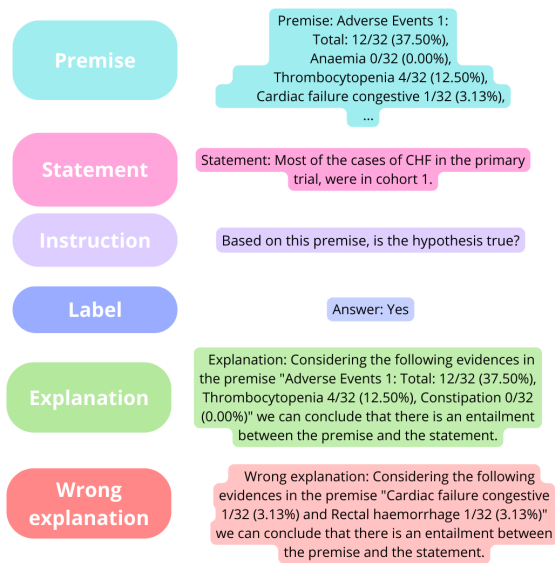 Premise
Premise: Adverse Events 1:
Total: 12/32 (37.50%),
Anaemia 0/32 (0.00%),
Thrombocytopenia 4/32 (12.50%),
Cardiac failure congestive 1/32 (3.13%),
...
Statement
Statement: Most of the cases of CHF in the primary
trial, were in cohort 1.
Instruction
Based on this premise, is the hypothesis true?
Label
Answer: Yes
Explanation
Explanation: Considering the following evidences in
the premise "Adverse Events 1: Total: 12/32 (37.50%),
Thrombocytopenia 4/32 (12.50%), Constipation 0/32
(0.00%)" we can conclude that there is an entailment
between the premise and the statement.
Wrong
explanation
Wrong explanation: Considering the following
evidences in the premise "Cardiac failure congestive
1/32 (3.13%) and Rectal haemorrhage 1/32 (3.13%)"
we can conclude that there is an entailment between
the premise and the statement.